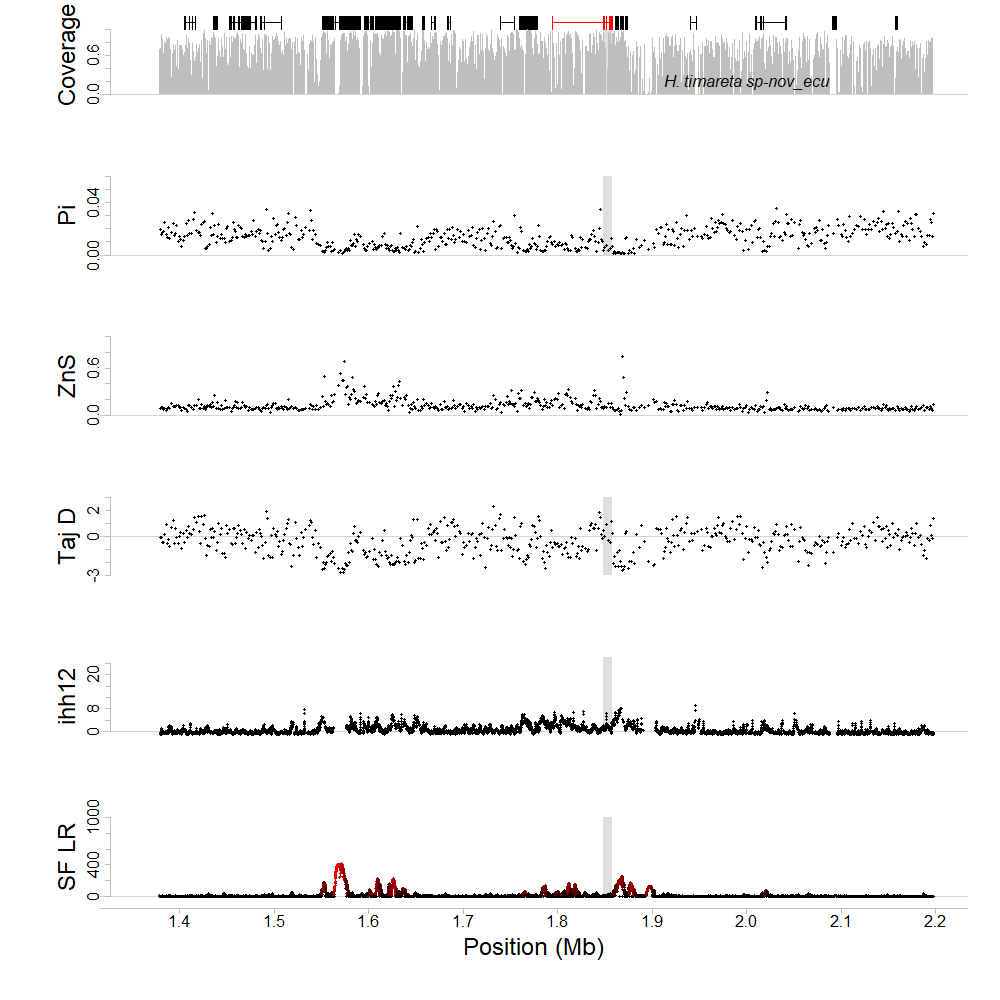 Coverage
0.0 0.6
H. timareta sp-nov_ecu
Pi
0.00 0.04
ZnS
0.0 0.6
Taj D
-3 0 2
ihh12
0 8 20
SF LR
0 400 1000
1.4 1.5 1.6 1.7 1.8 1.9 2.0 2.1 2.2
Position (Mb)